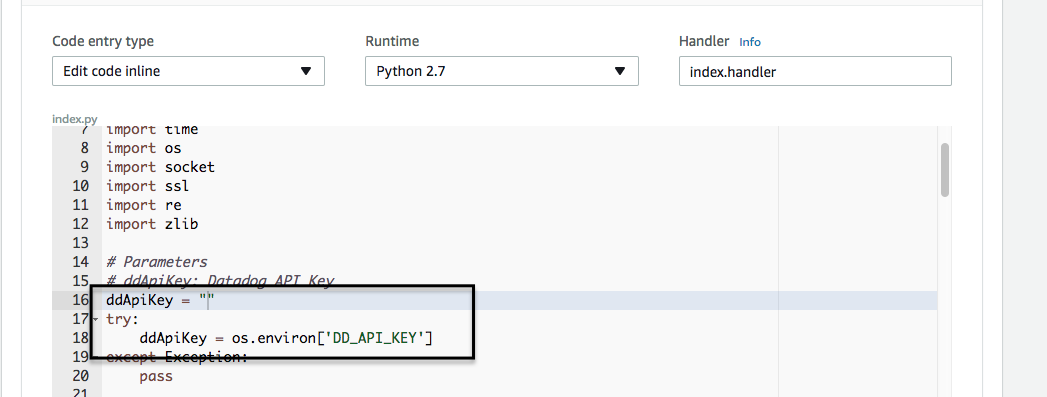 Code entry type
Runtime
Handler Info
Edit code inline
Python 2.7
index.handler
index.py
7 import time
8 import os
9 import socket
10 import ssl
11 import re
12 import zlib
13
14 # Parameters
15 # ddApiKey: Datadog API Key
16 ddApiKey = ""
17 try:
18 ddApiKey = os.environ['DD_API_KEY']
19 except Exception:
20 pass
21